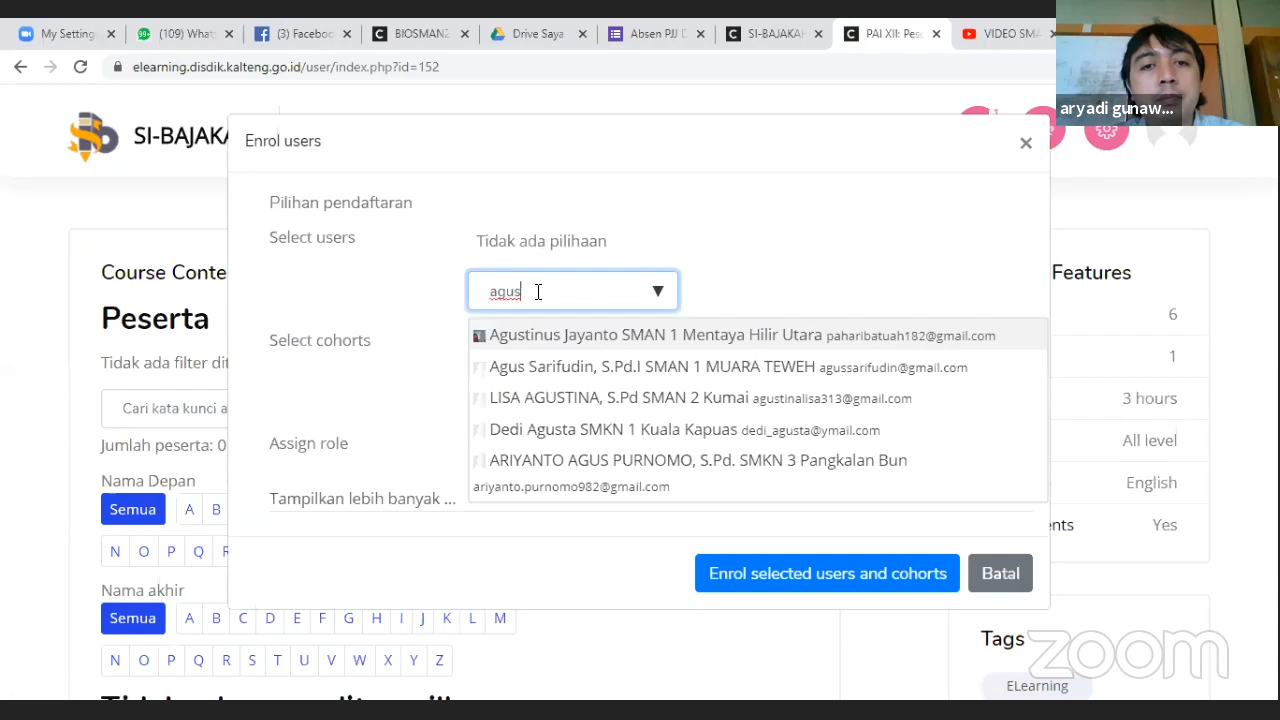 My Setting
(109) What
(3) Faceboo
BIOSMAN
Drive Saya
Absen PJJ D
SI-BAJAKAH
PAI XII: Pes
VIDEO SMA
elearning.disdik.kalteng.go.id/user/index.php?id=152
aryadi gunaw...
SI-BAJAKA
Enrol users
×
Pilihan pendaftaran
Select users
Tidak ada pilihaan
agus
Agustinus Jayanto SMAN 1 Mentaya Hilir Utara paharibatuah182@gmail.com
Agus Sarifudin, S.Pd.I SMAN 1 MUARA TEWEH agussarifudin@gmail.com
LISA AGUSTINA, S.Pd SMAN 2 Kumai agustinalisa313@gmail.com
Dedi Agusta SMKN 1 Kuala Kapuas dedi_agusta@ymail.com
ARIYANTO AGUS PURNOMO, S.Pd. SMKN 3 Pangkalan Bun
ariyanto.purnomo982@gmail.com
Select cohorts
Assign role
Tampilkan lebih banyak ...
Enrol selected users and cohorts
Batal
Course Conte
Peserta
Tidak ada filter dit
Cari kata kunci a
Jumlah peserta: 0
Nama Depan
Semua A B
N O P Q R
Nama akhir
Semua A B C D E F G H I J K L M
N O P Q R S T U V W X Y Z
Features
6
1
3 hours
All level
English
ents Yes
Tags
ELearning
zoom